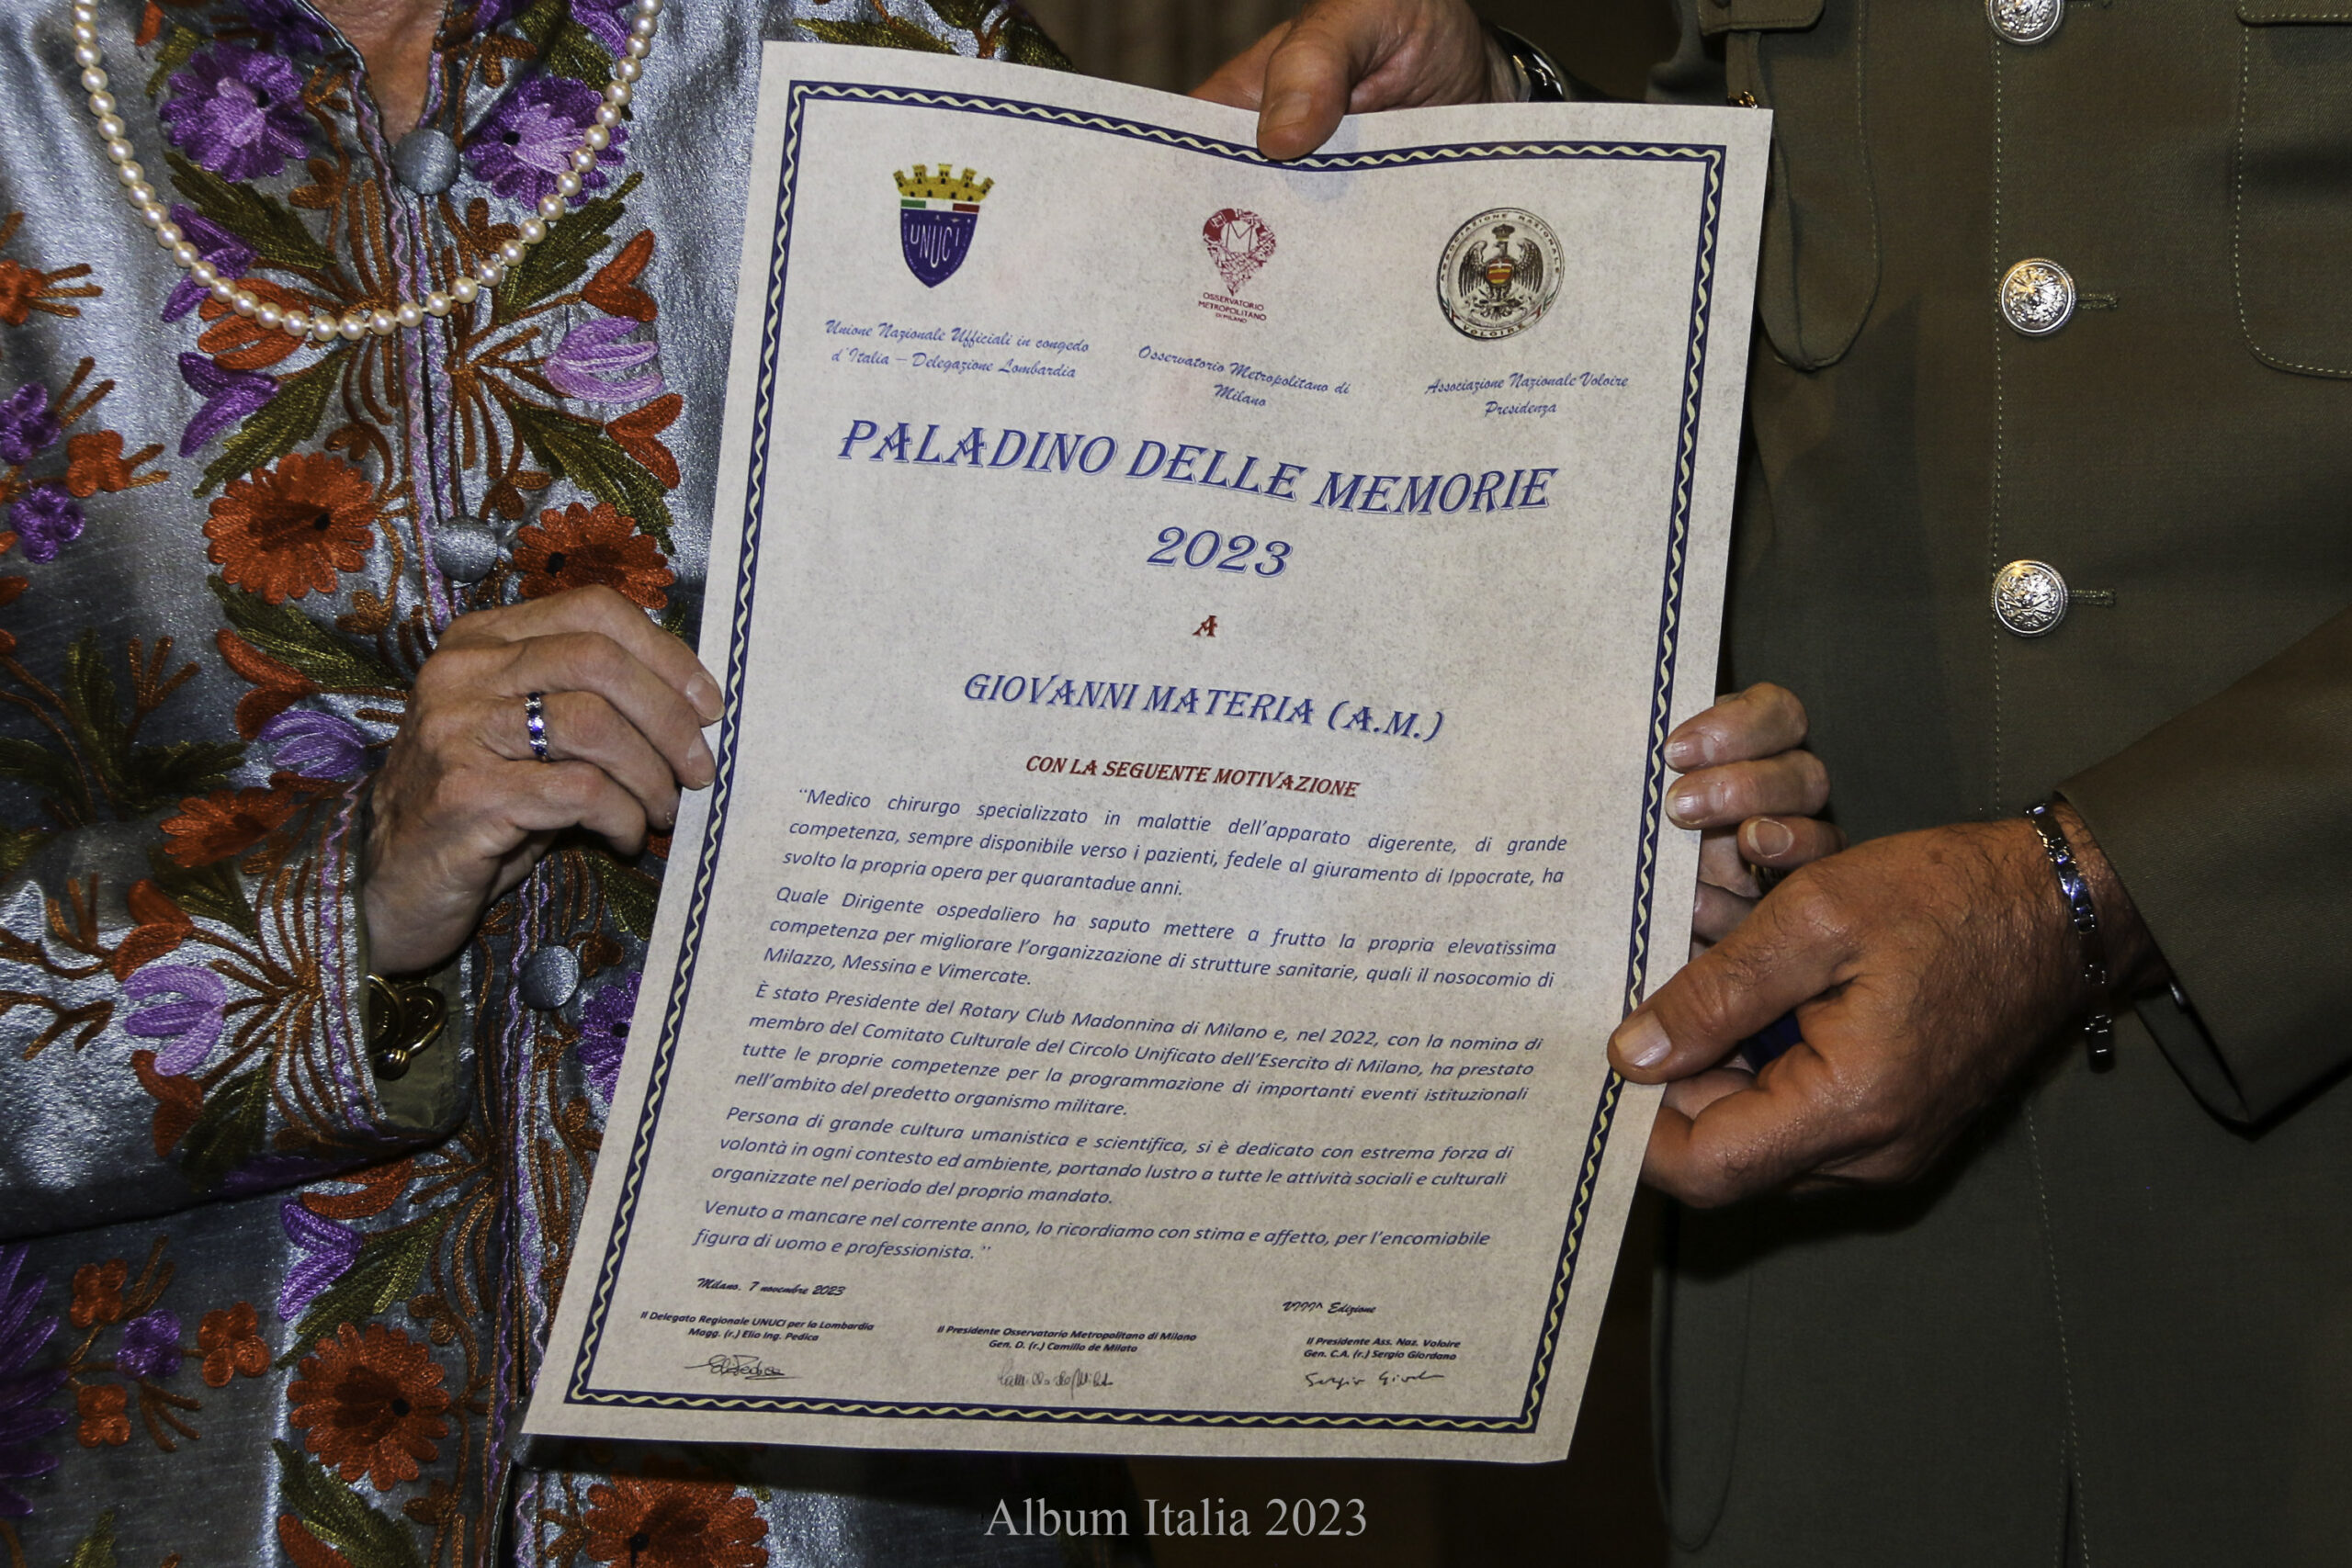 UNUCI
OSSERVATORIO
METROPOLITANO
DI MILANO
ASSOCIAZIONE NAZIONALE
VOLOIRE
Unione Nazionale Ufficiali in congedo
d'Italia – Delegazione Lombardia
Osservatorio Metropolitano di
Milano
Associazione Nazionale Voloire
Presidenza
PALADINO DELLE MEMORIE
2023
A
GIOVANNI MATERIA (A.M.)
CON LA SEGUENTE MOTIVAZIONE
“Medico chirurgo specializzato in malattie dell’apparato digerente, di grande
competenza, sempre disponibile verso i pazienti, fedele al giuramento di Ippocrate, ha
svolto la propria opera per quarantadue anni.
Quale Dirigente ospedaliero ha saputo mettere a frutto la propria elevatissima
competenza per migliorare l’organizzazione di strutture sanitarie, quali il nosocomio di
Milazzo, Messina e Vimercate.
È stato Presidente del Rotary Club Madonnina di Milano e, nel 2022, con la nomina di
membro del Comitato Culturale del Circolo Unificato dell’Esercito di Milano, ha prestato
tutte le proprie competenze per la programmazione di importanti eventi istituzionali
nell’ambito del predetto organismo militare.
Persona di grande cultura umanistica e scientifica, si è dedicato con estrema forza di
volontà in ogni contesto ed ambiente, portando lustro a tutte le attività sociali e culturali
organizzate nel periodo del proprio mandato.
Venuto a mancare nel corrente anno, lo ricordiamo con stima e affetto, per l’encomiabile
figura di uomo e professionista. ”
Milano, 7 novembre 2023
VIII^ Edizione
Il Delegato Regionale UNUCI per la Lombardia
Magg. (r.) Elio Ing. Pedica
Il Presidente Osservatorio Metropolitano di Milano
Gen. D. (r.) Camillo de Milato
Il Presidente Ass. Naz. Voloire
Gen. C.A. (r.) Sergio Giordano
Album Italia 2023